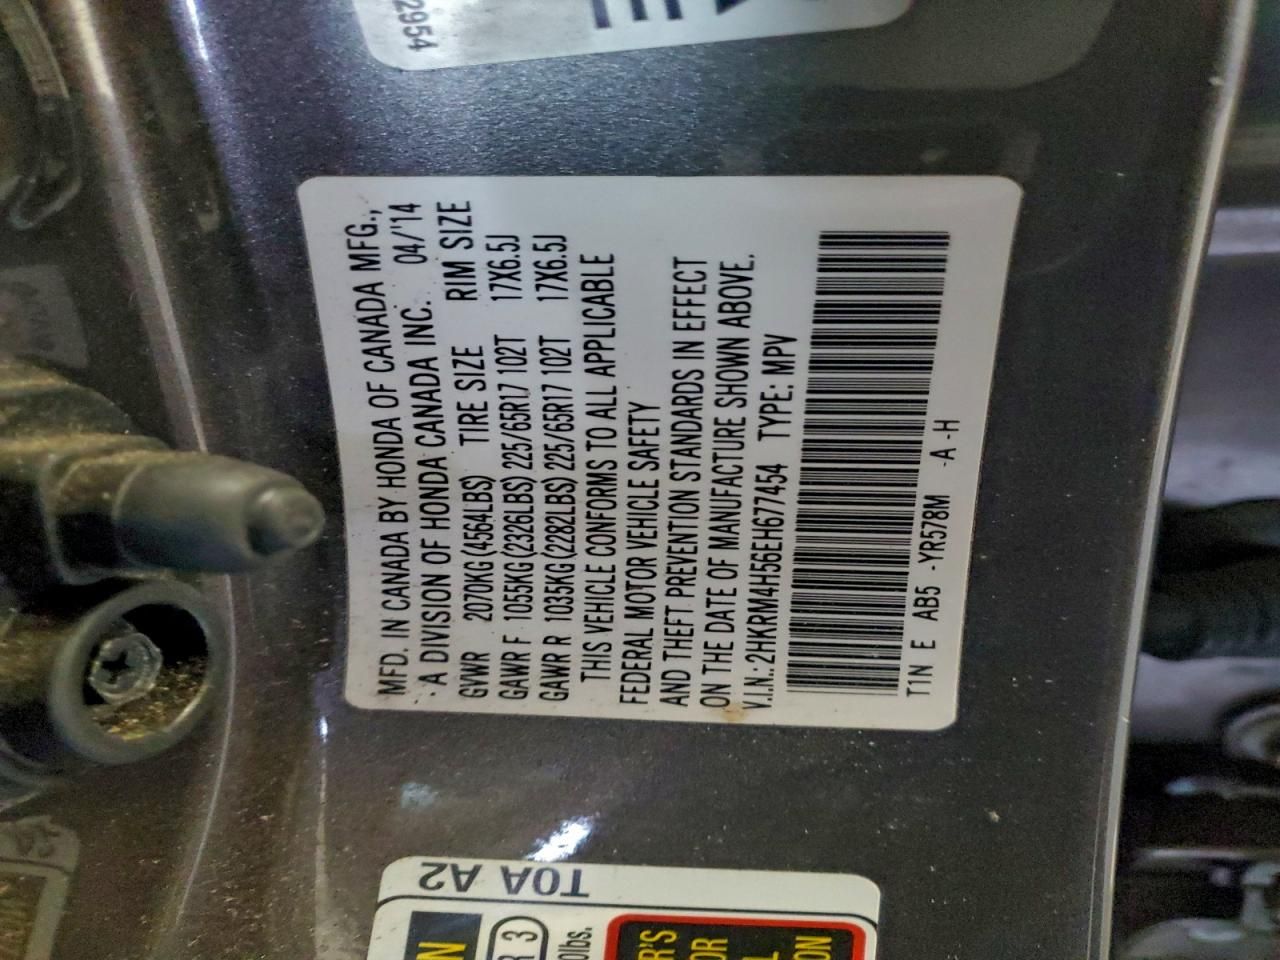 2954
MFD. IN CANADA BY HONDA OF CANADA MFG.,
A DIVISION OF HONDA CANADA INC. 04/'14
GVWR 2070KG(4564LBS) TIRE SIZE RIM SIZE
GAWR F 1055KG(2326LBS) 225/65R17 102T 17X6.5J
GAWR R 1035KG(2282LBS) 225/65R17 102T 17X6.5J
THIS VEHICLE CONFORMS TO ALL APPLICABLE
FEDERAL MOTOR VEHICLE SAFETY
AND THEFT PREVENTION STANDARDS IN EFFECT
ON THE DATE OF MANUFACTURE SHOWN ABOVE.
V.I.N.:2HKRM4H56EH677454 TYPE: MPV
T1N E AB5 -YR578M -A -H
T0A A2
R 3
0lbs.